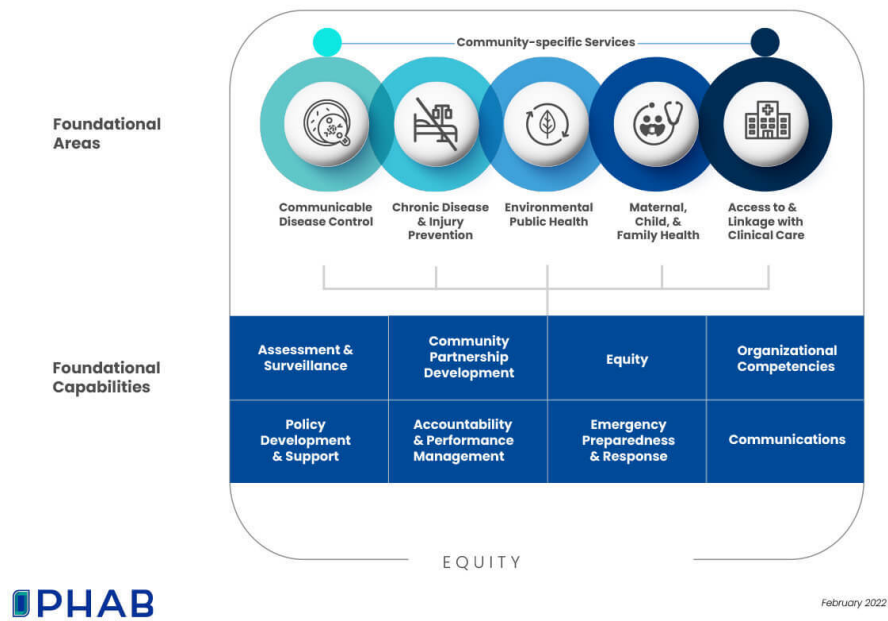 Community-specific Services
Foundational
Areas
Communicable
Disease Control
Chronic Disease
& Injury
Prevention
Environmental
Public Health
Maternal,
Child, &
Family Health
Access to &
Linkage with
Clinical Care
Foundational
Capabilities
Assessment &
Surveillance
Community
Partnership
Development
Equity
Organizational
Competencies
Policy
Development
& Support
Accountability
& Performance
Management
Emergency
Preparedness
& Response
Communications
EQUITY
PHAB
February 2022